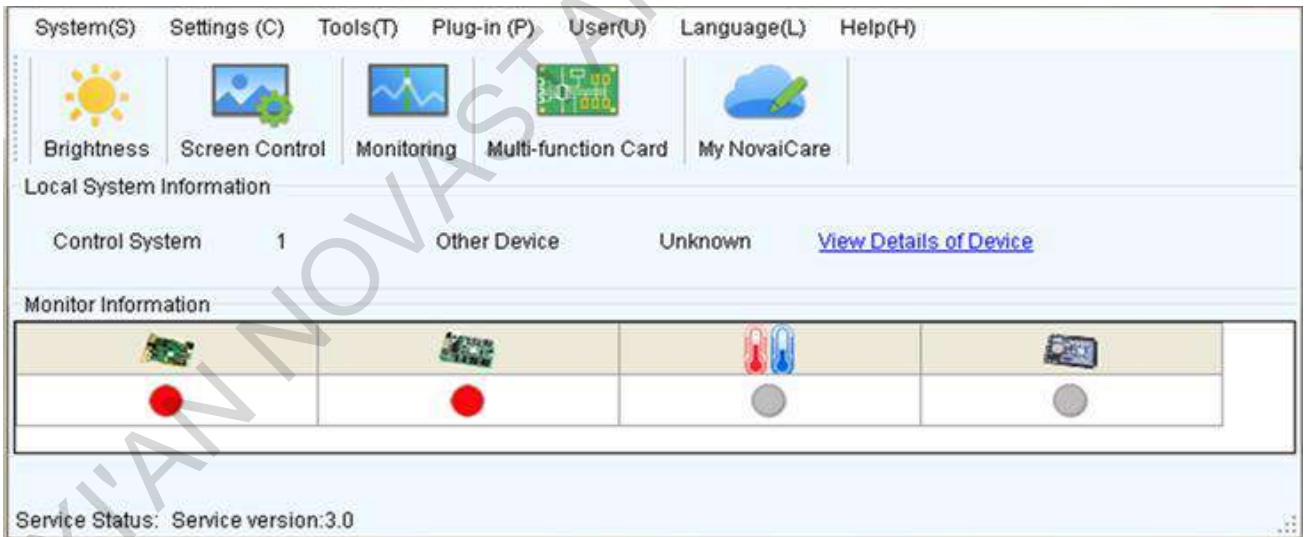 System(S) Settings (C) Tools(T) Plug-in (P) User(U) Language(L) Help(H)
Brightness Screen Control Monitoring Multi-function Card My NovaiCare
Local System Information
Control System 1 Other Device Unknown View Details of Device
Monitor Information
Service Status: Service version:3.0
XI'AN NOVASTA